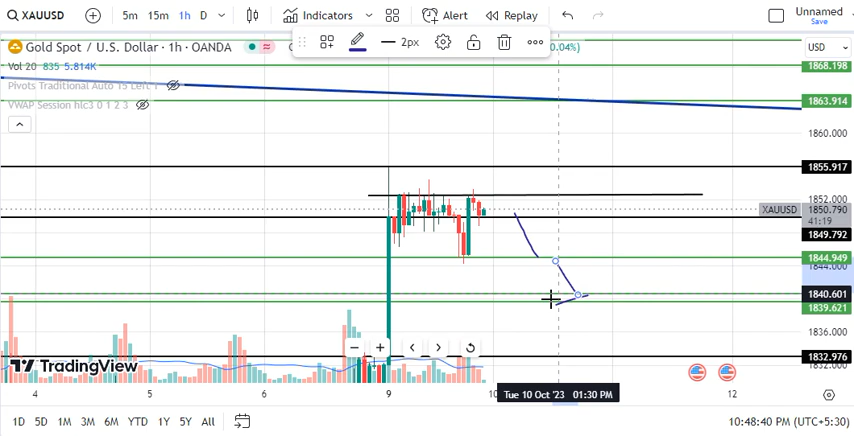 XAUUSD 5m 15m 1h D Indicators Alert Replay Unnamed
Save
Gold Spot / U.S. Dollar · 1h · OANDA 0.04%) USD
2px
Vol 20 835 5.814K
Pivots Traditional Auto 15 Left
VWAP Session hlc3 0 1 2 3
1868.198
1863.914
1860.000
1855.917
1852.000
XAUUSD 1850.790
41:19
1849.792
1844.949
1844.000
1840.601
1839.621
1836.000
1832.976
1832.000
TradingView
4 5 9 10 Tue 10 Oct '23 01:30 PM 12
1D 5D 1M 3M 6M YTD 1Y 5Y All 10:48:40 PM (UTC+5:30)